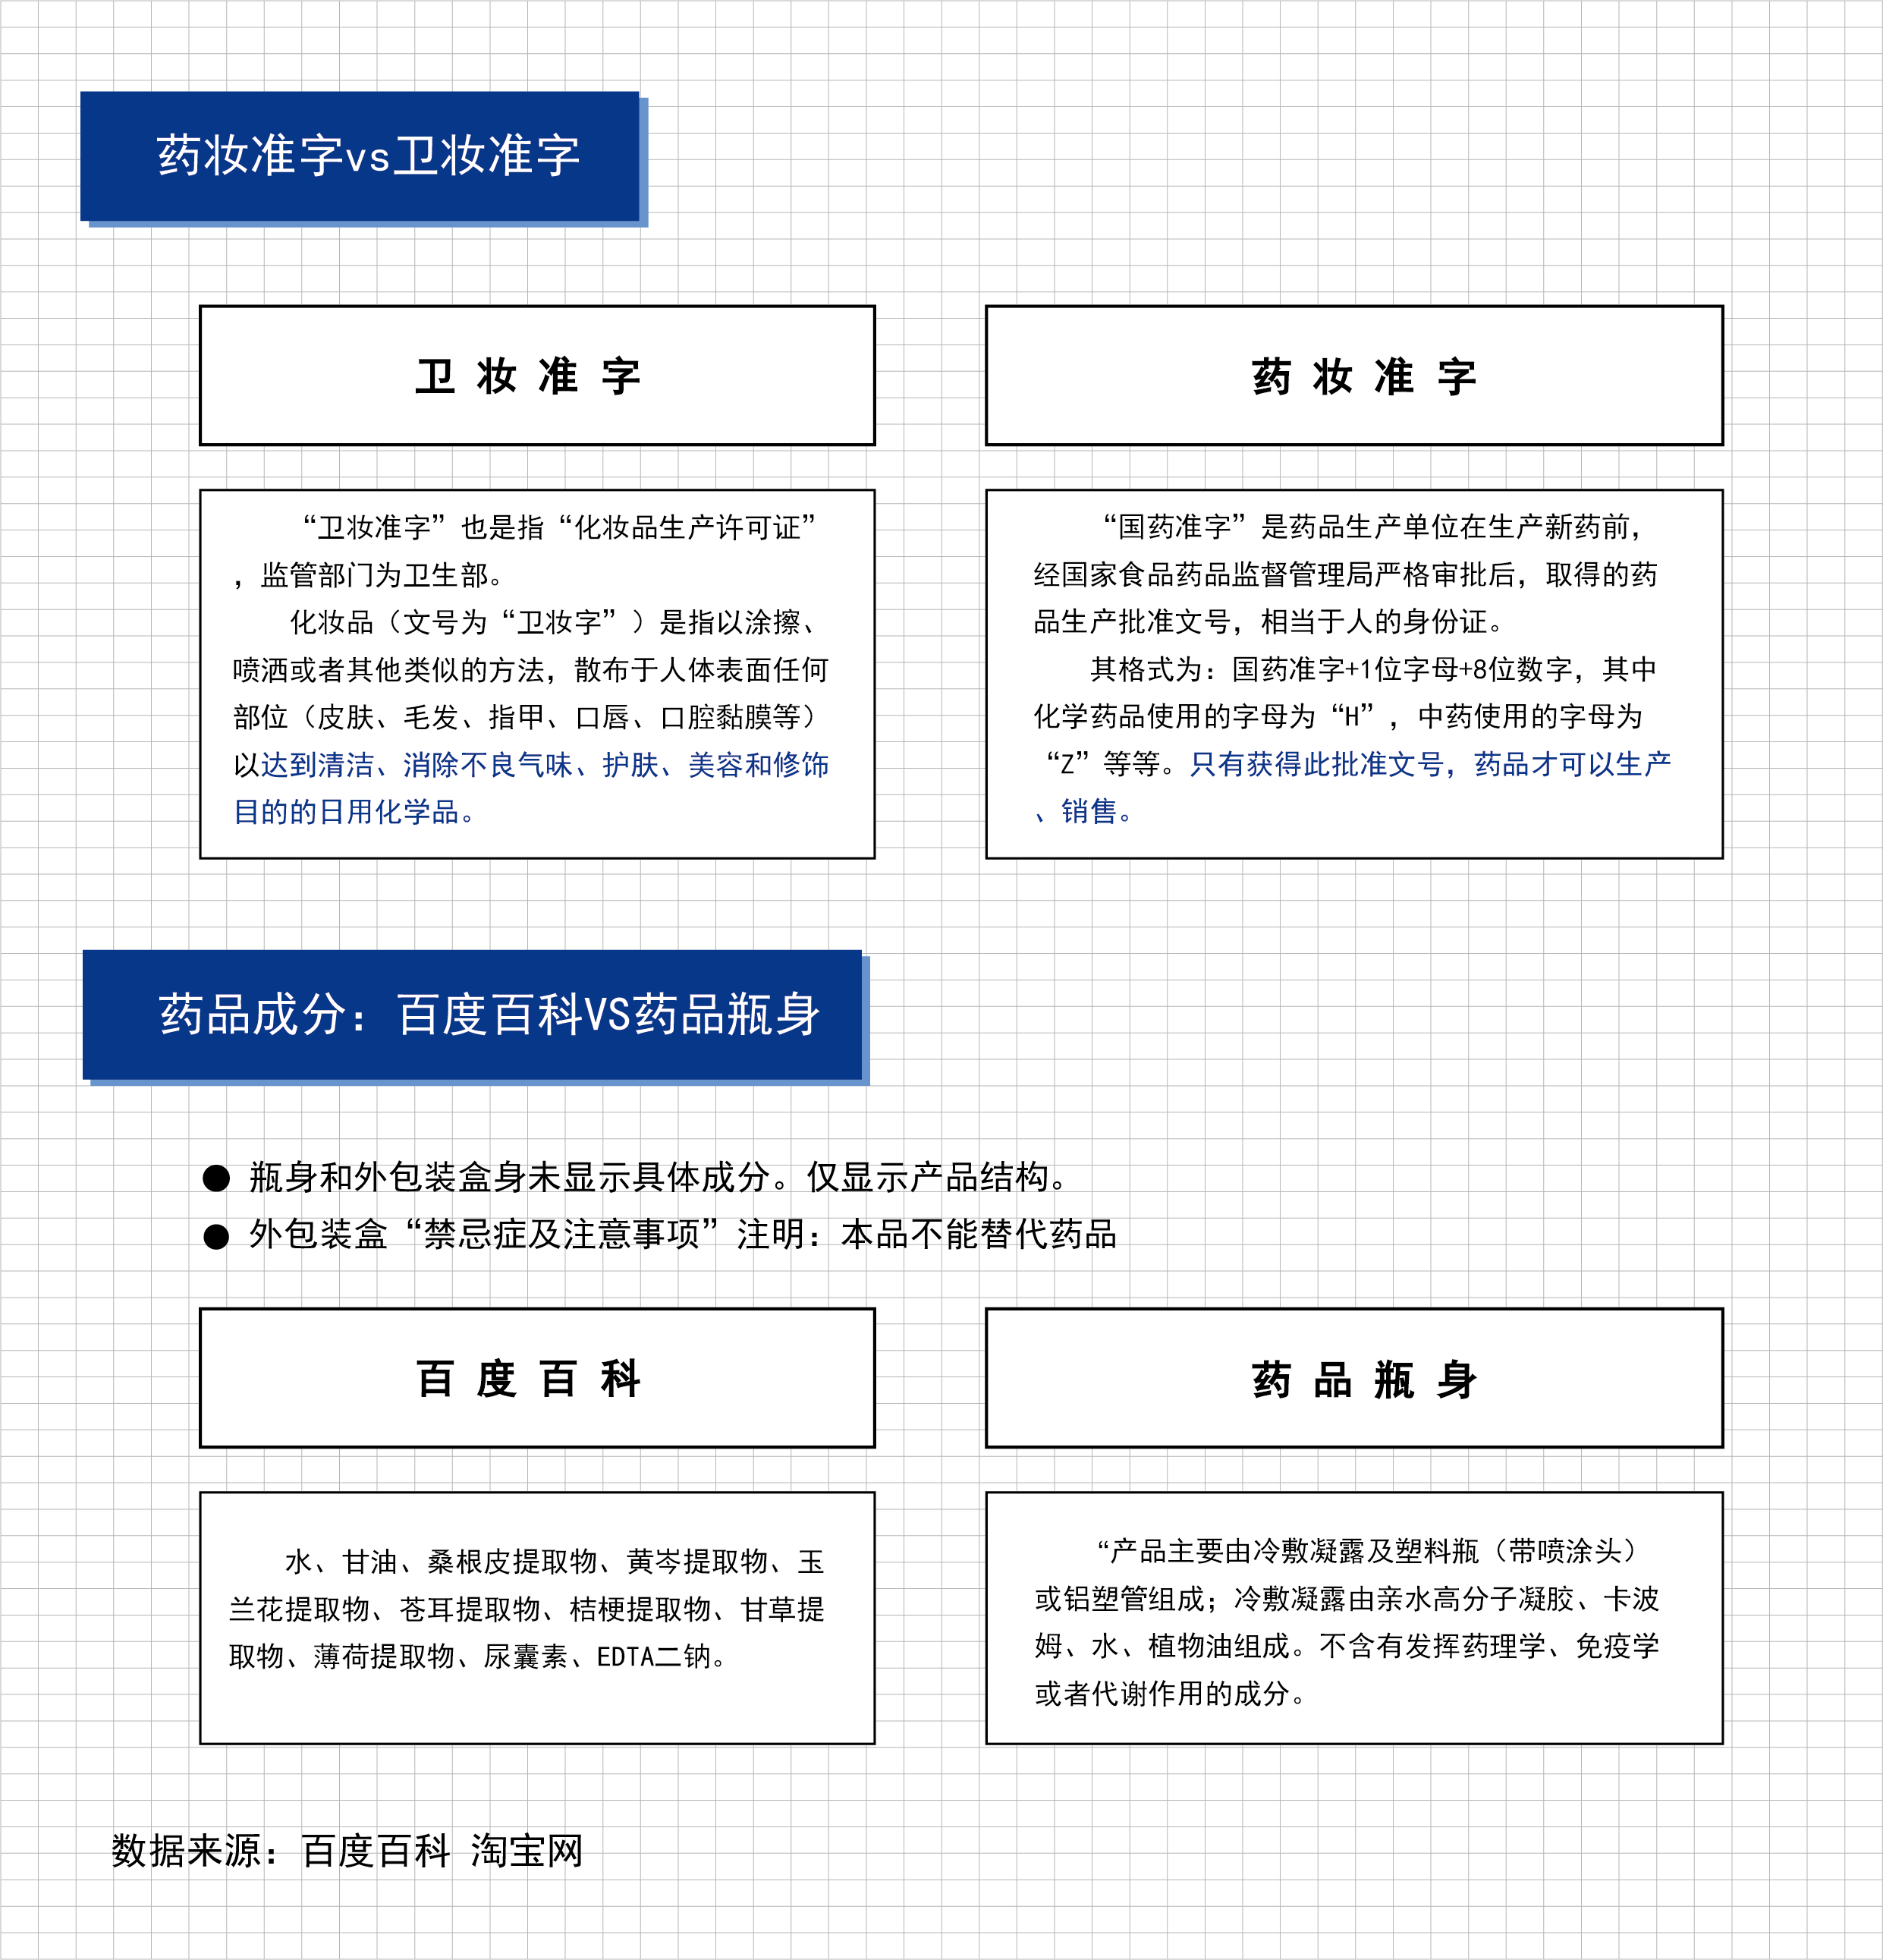 药妆准字vs卫妆准字
卫妆准字
药妆准字
“卫妆准字”也是指“化妆品生产许可证”
，监管部门为卫生部。
化妆品（文号为“卫妆字”）是指以涂擦、
喷洒或者其他类似的方法，散布于人体表面任何
部位（皮肤、毛发、指甲、口唇、口腔黏膜等）
以达到清洁、消除不良气味、护肤、美容和修饰
目的的日用化学品。
“国药准字”是药品生产单位在生产新药前，
经国家食品药品监督管理局严格审批后，取得的药
品生产批准文号，相当于人的身份证。
其格式为：国药准字+1位字母+8位数字，其中
化学药品使用的字母为“H”，中药使用的字母为
“Z”等等。只有获得此批准文号，药品才可以生产
、销售。
药品成分：百度百科VS药品瓶身
● 瓶身和外包装盒身未显示具体成分。仅显示产品结构。
● 外包装盒“禁忌症及注意事项”注明：本品不能替代药品
百度百科
药品瓶身
水、甘油、桑根皮提取物、黄岑提取物、玉
兰花提取物、苍耳提取物、桔梗提取物、甘草提
取物、薄荷提取物、尿囊素、EDTA二钠。
“产品主要由冷敷凝露及塑料瓶（带喷涂头）
或铝塑管组成；冷敷凝露由亲水高分子凝胶、卡波
姆、水、植物油组成。不含有发挥药理学、免疫学
或者代谢作用的成分。
数据来源：百度百科 淘宝网